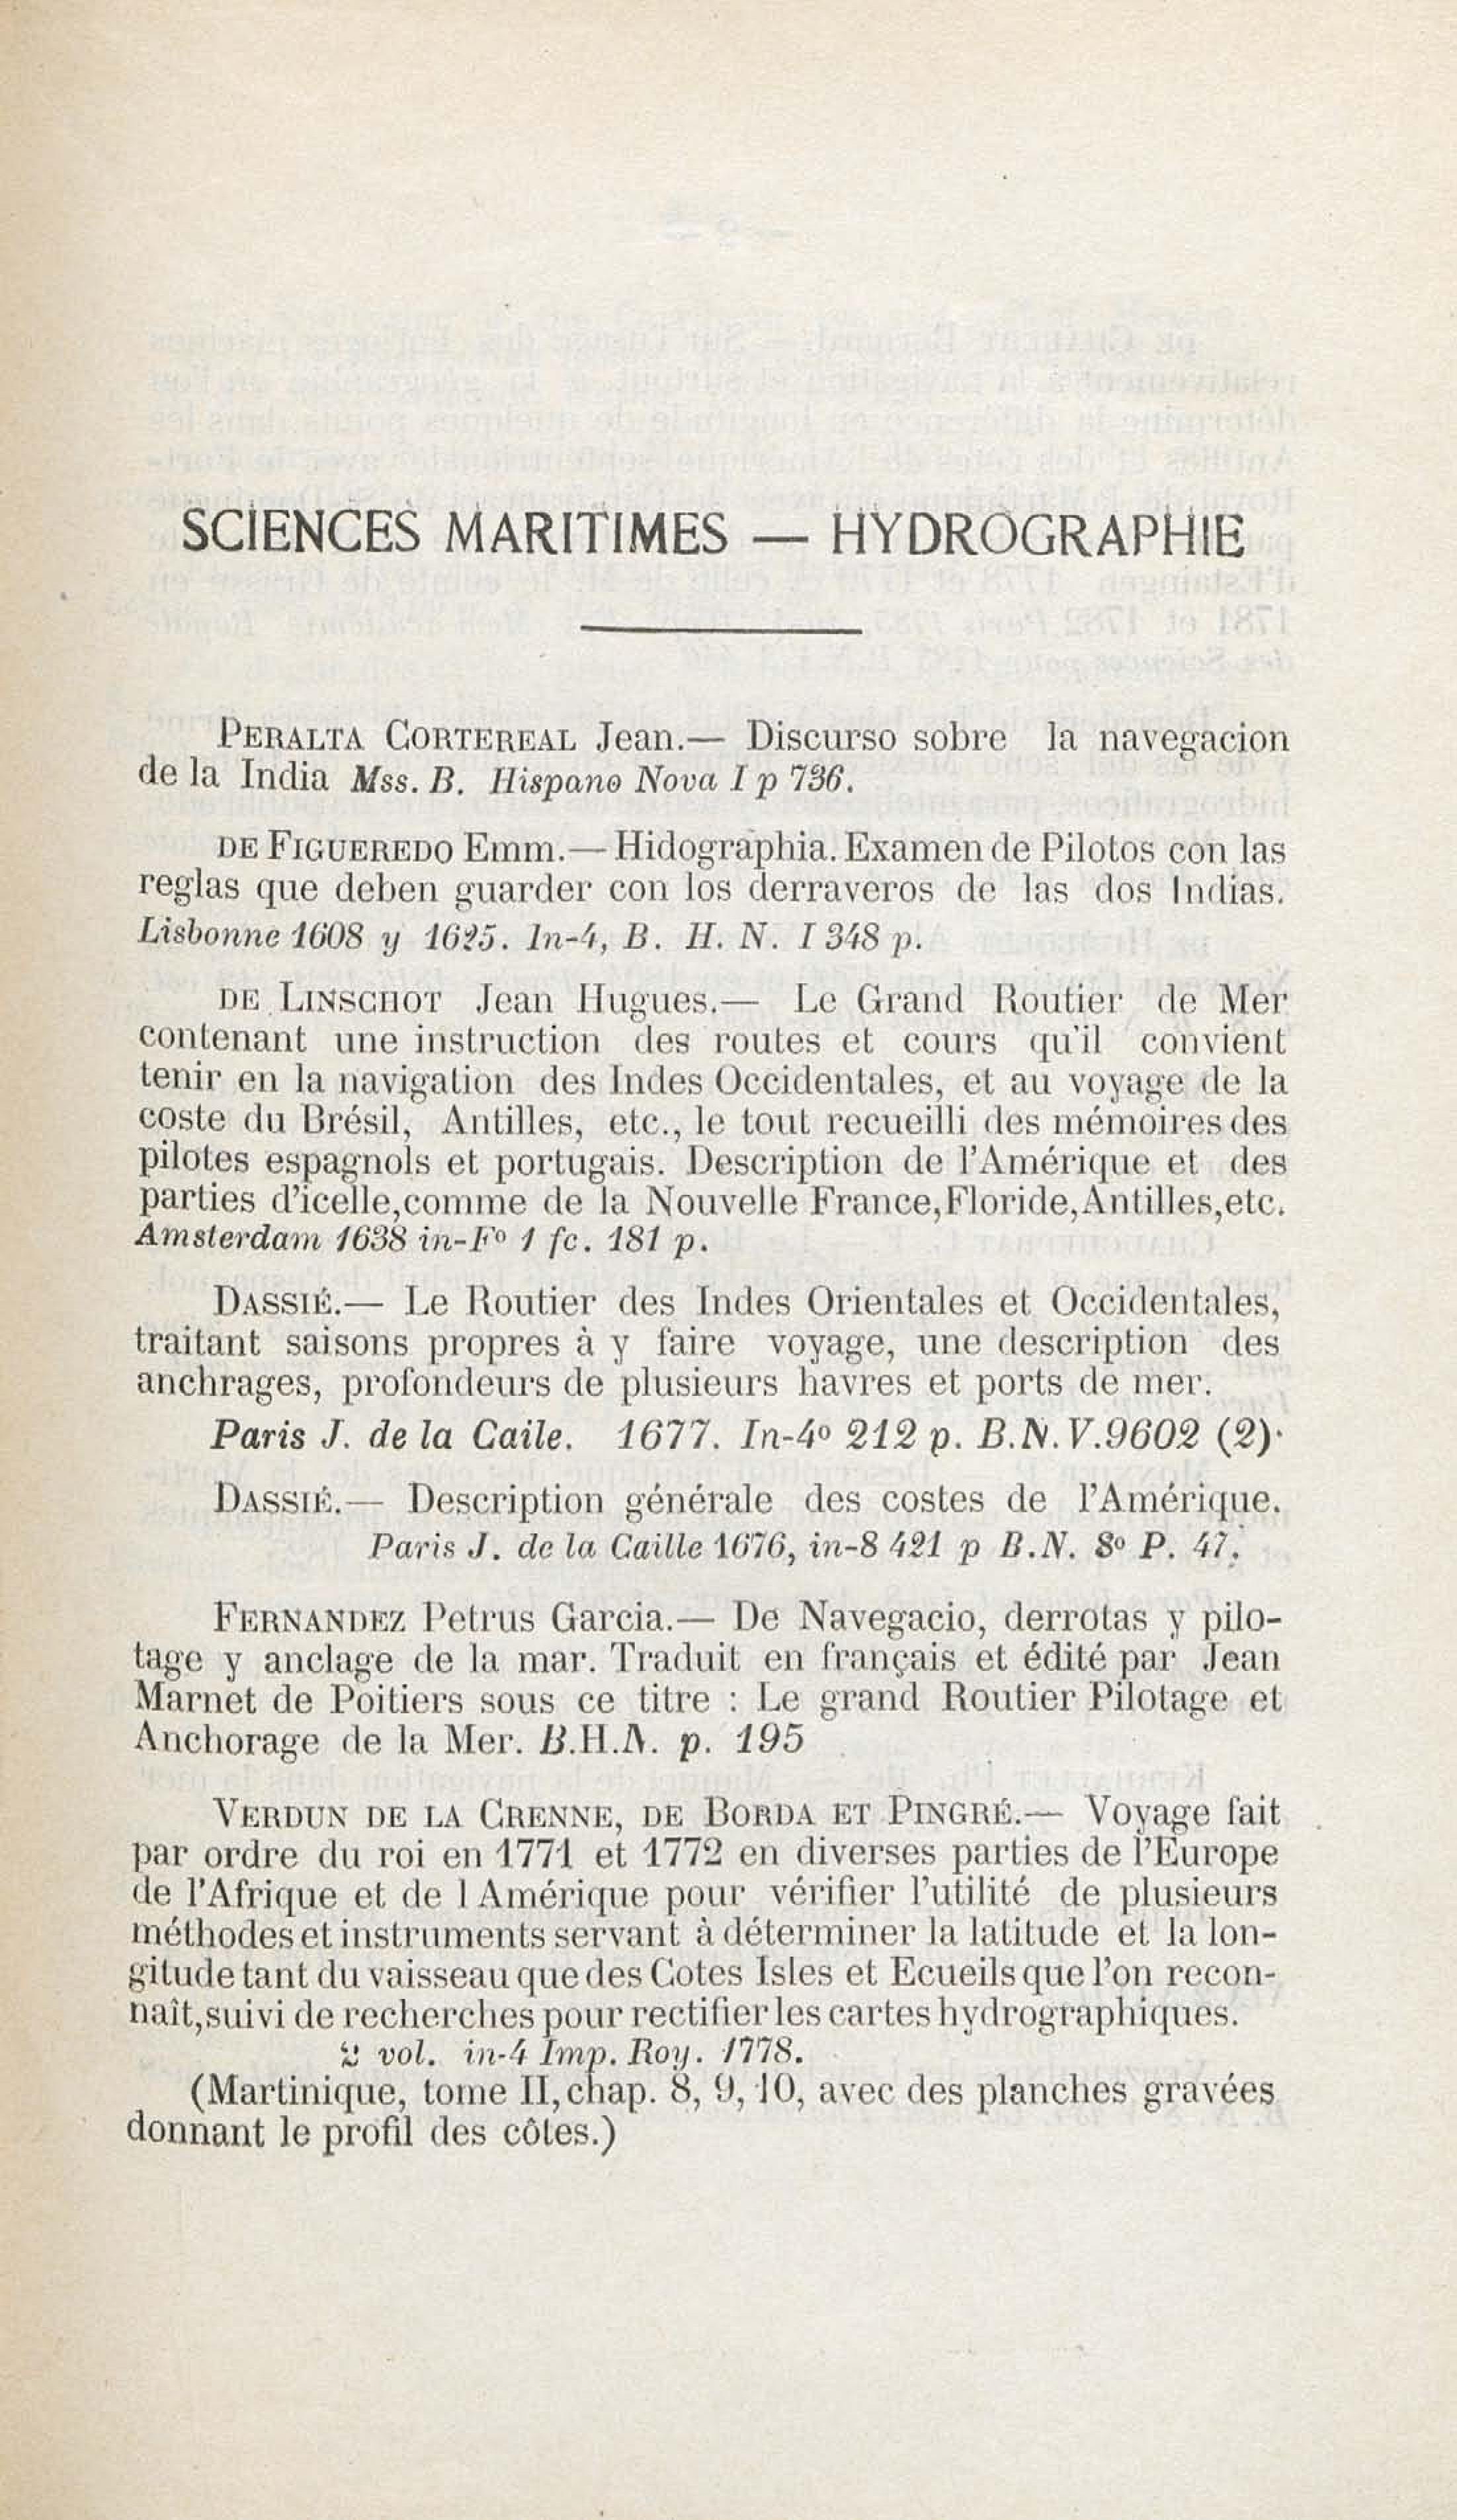 SCIENCES MARITIMES — HYDROGRAPHIE
PERALTA CORTEREAL Jean.— Discurso sobre la navegacion
de la India Mss. B. Hispano Nova I p 736.
DE FIGUEREDO Emm.— Hidographia. Examen de Pilotos con las
reglas que deben guarder con los derraveros de las dos Indias.
Lisbonne 1608 y 1625. In-4, B. H. N. I 348 p.
DE LINSCHOT Jean Hugues.— Le Grand Routier de Mer
contenant une instruction des routes et cours qu'il convient
tenir en la navigation des Indes Occidentales, et au voyage de la
coste du Brésil, Antilles, etc., le tout recueilli des mémoires des
pilotes espagnols et portugais. Description de l'Amérique et des
parties d'icelle,comme de la Nouvelle France,Floride,Antilles,etc.
Amsterdam 1638 in-Fº 1 fc. 181 p.
DASSIÉ.— Le Routier des Indes Orientales et Occidentales,
traitant saisons propres à y faire voyage, une description des
anchrages, profondeurs de plusieurs havres et ports de mer.
Paris J. de la Caile. 1677. In-4º 212 p. B.N. V.9602 (2).
DASSIÉ.— Description générale des costes de l'Amérique.
Paris J. de la Caille 1676, in-8 421 p B.N. 8º P. 47.
FERNANDEZ Petrus Garcia.— De Navegacio, derrotas y pilo-
tage y anclage de la mar. Traduit en français et édité par Jean
Marnet de Poitiers sous ce titre : Le grand Routier Pilotage et
Anchorage de la Mer. B.H.N. p. 195
VERDUN DE LA CRENNE, DE BORDA ET PINGRÉ.— Voyage fait
par ordre du roi en 1771 et 1772 en diverses parties de l'Europe
de l'Afrique et de l Amérique pour vérifier l'utilité de plusieurs
méthodes et instruments servant à déterminer la latitude et la lon-
gitude tant du vaisseau que des Cotes Isles et Ecueils que l'on recon-
naît,suivi de recherches pour rectifier les cartes hydrographiques.
2 vol. in-4 Imp. Roy. 1778.
(Martinique, tome II, chap. 8, 9, 10, avec des planches gravées
donnant le profil des côtes.)